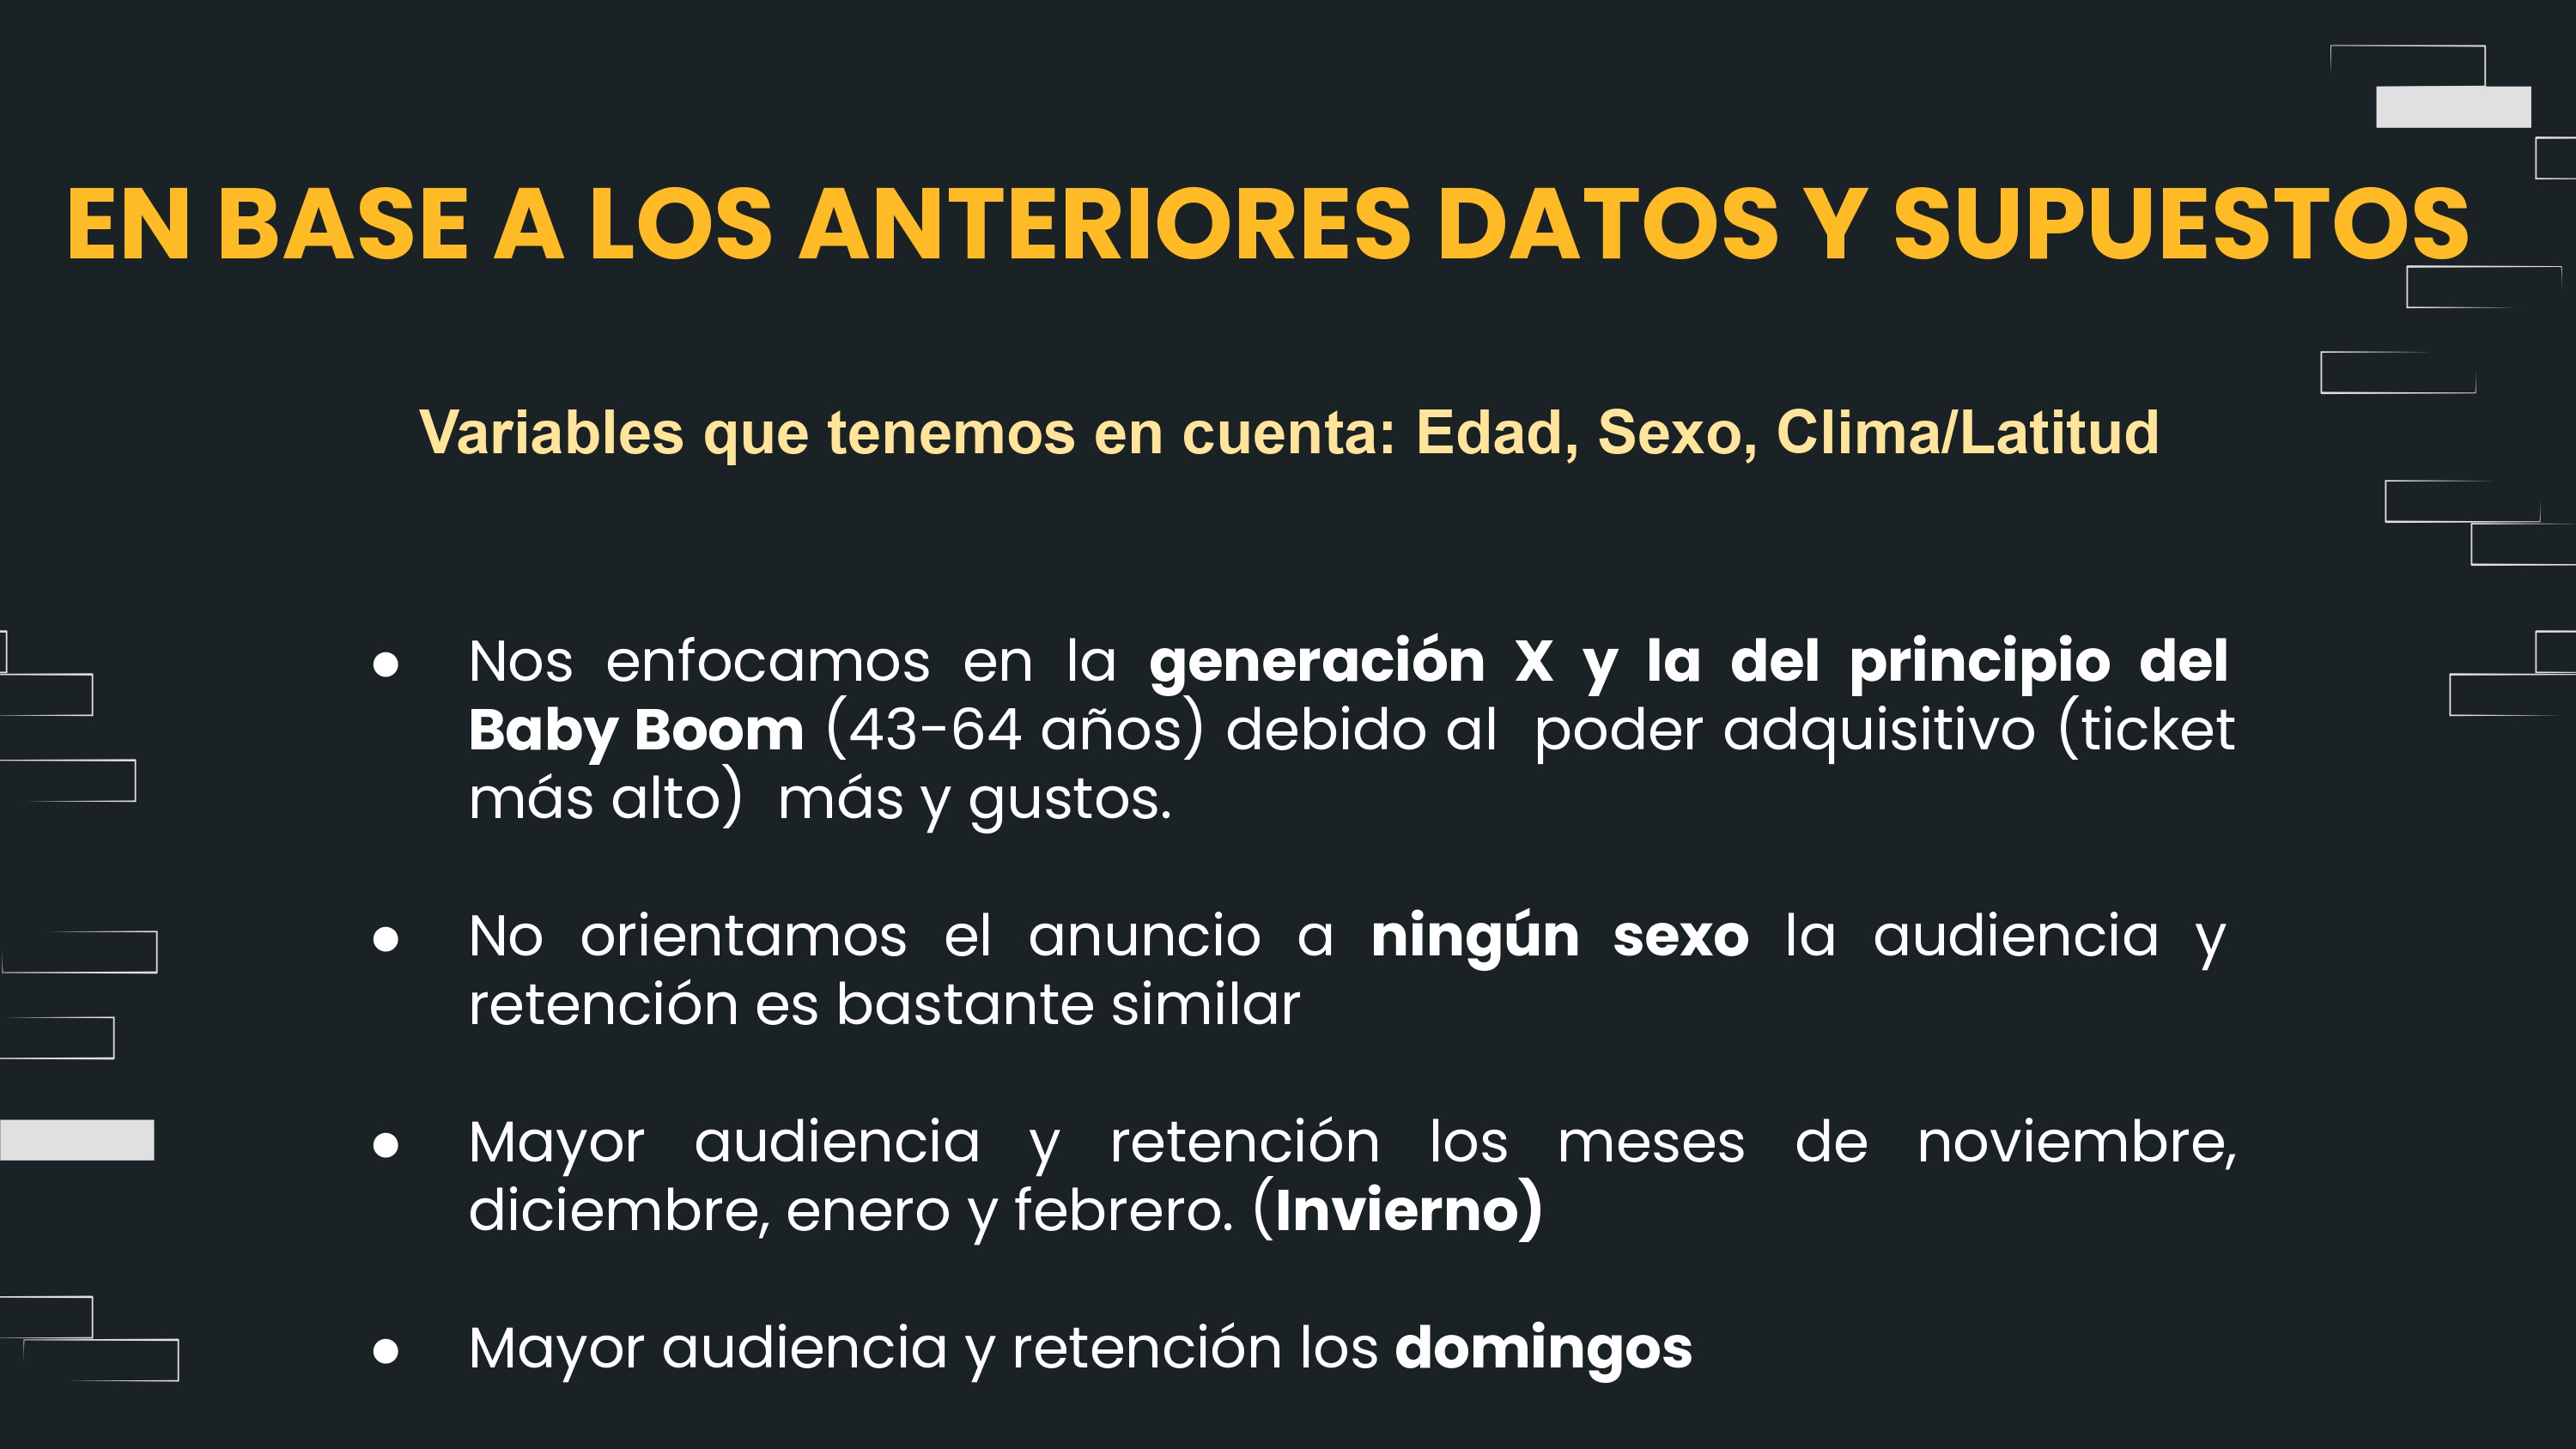 EN BASE A LOS ANTERIORES DATOS Y SUPUESTOS
Variables que tenemos en cuenta: Edad, Sexo, Clima/Latitud
● Nos enfocamos en la generación X y la del principio del
Baby Boom (43-64 años) debido al poder adquisitivo (ticket
más alto) más y gustos.
● No orientamos el anuncio a ningún sexo la audiencia y
retención es bastante similar
● Mayor audiencia y retención los meses de noviembre,
diciembre, enero y febrero. (Invierno)
● Mayor audiencia y retención los domingos